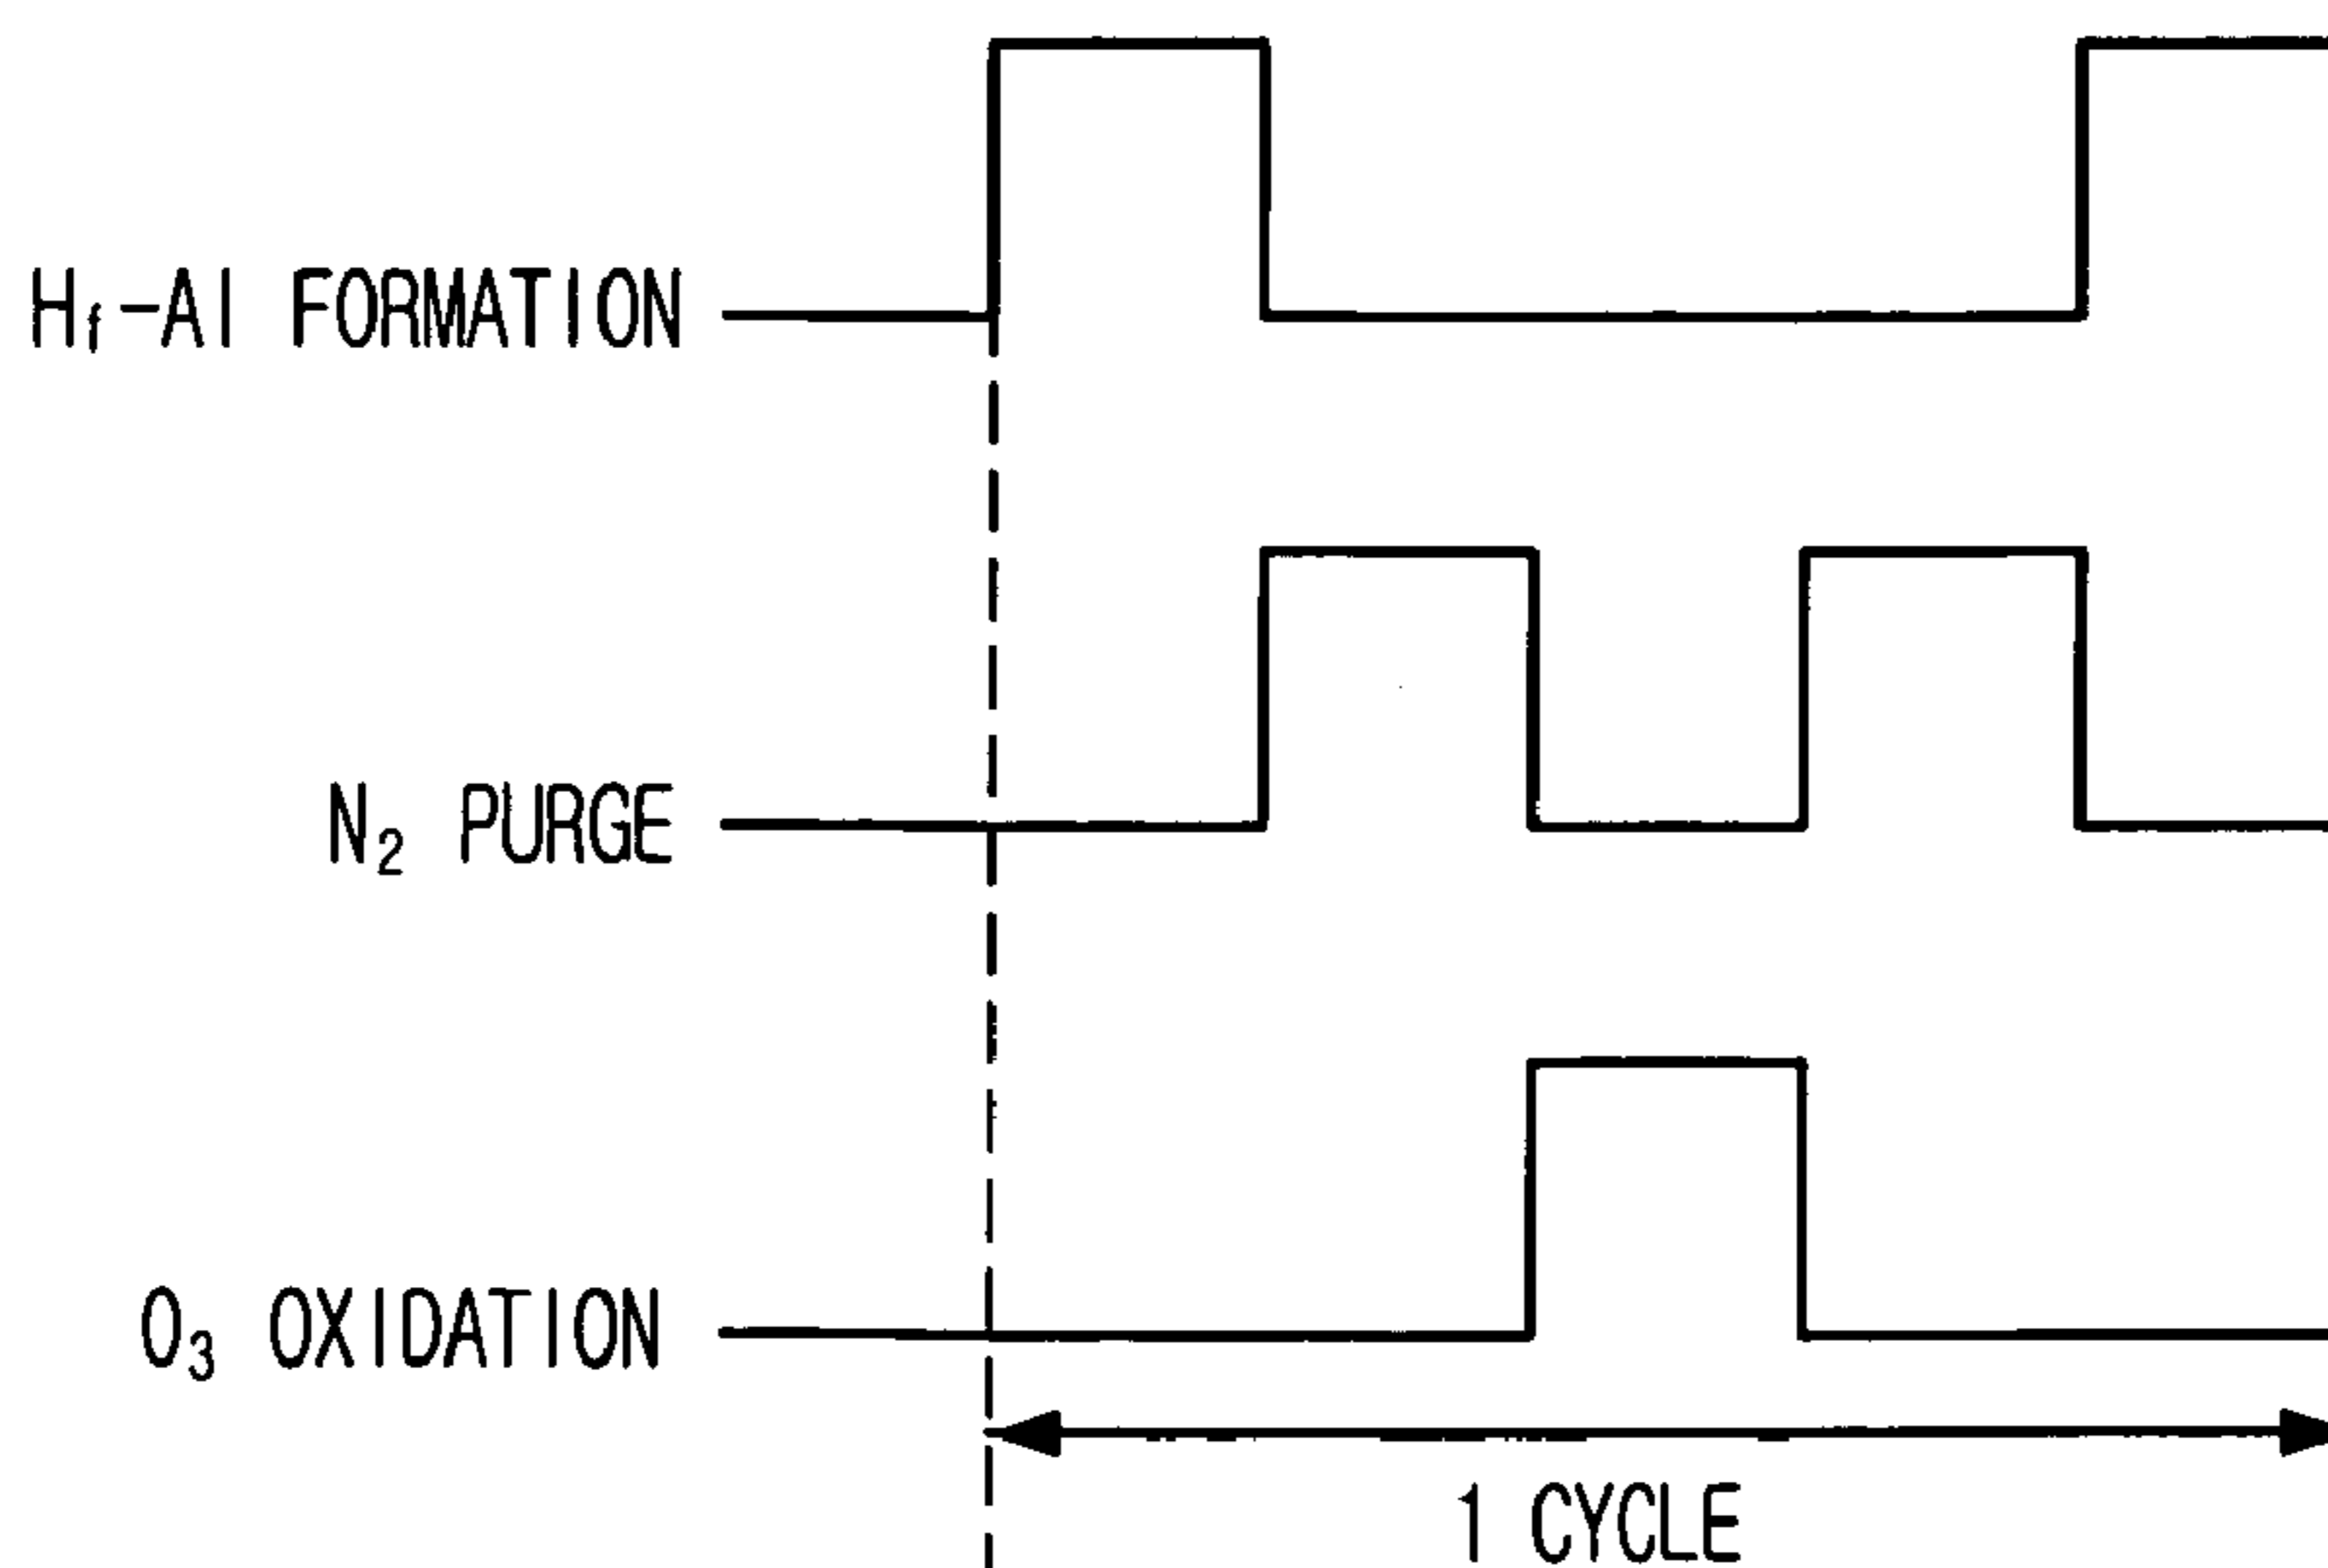 Hf-Al FORMATION
N₂ PURGE
O₃ OXIDATION
1 CYCLE